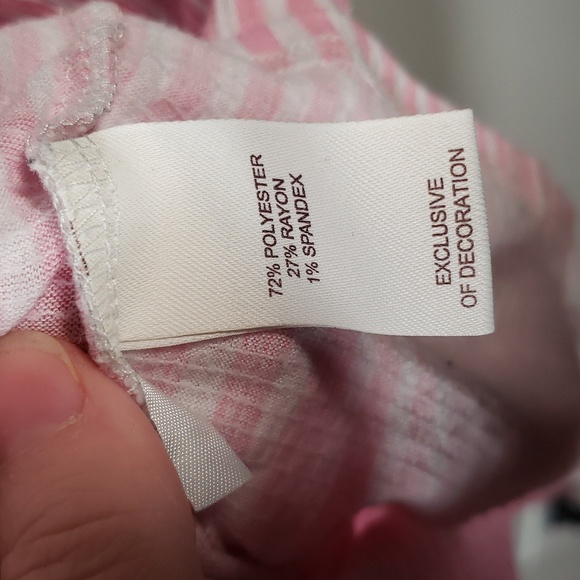 72% POLYESTER
27% RAYON
1% SPANDEX
EXCLUSIVE
OF DECORATION